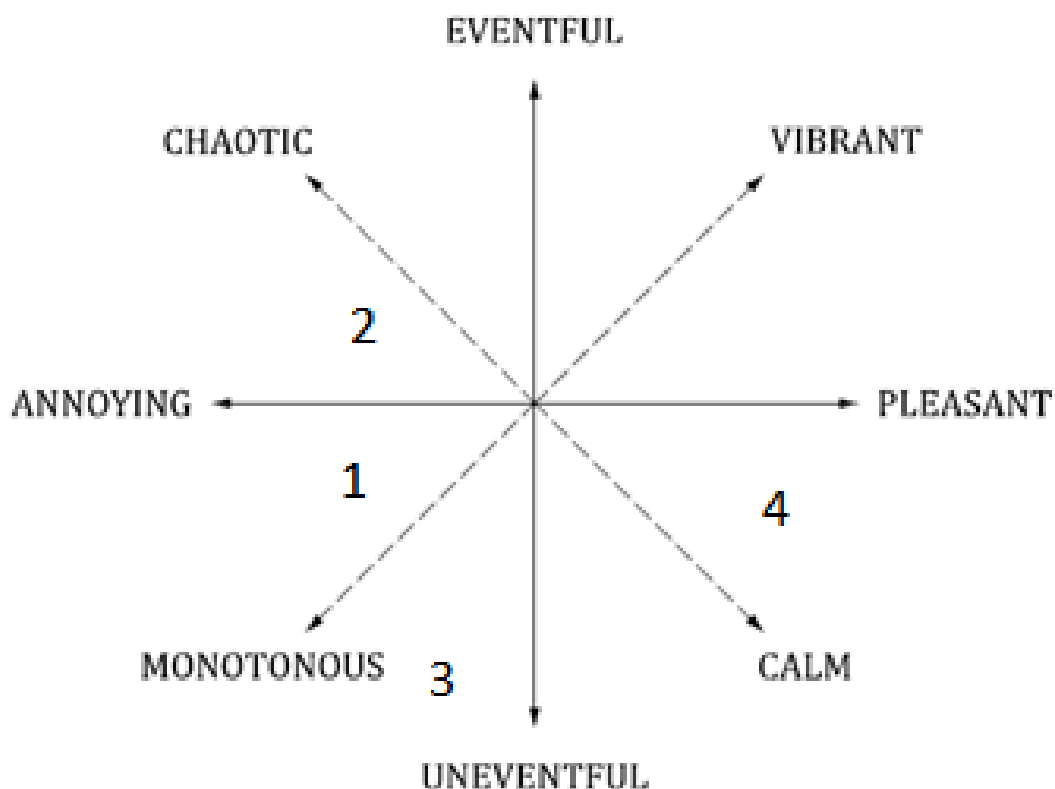 EVENTFUL
CHAOTIC
VIBRANT
2
ANNOYING
PLEASANT
1
4
MONOTONOUS
3
CALM
UNEVENTFUL